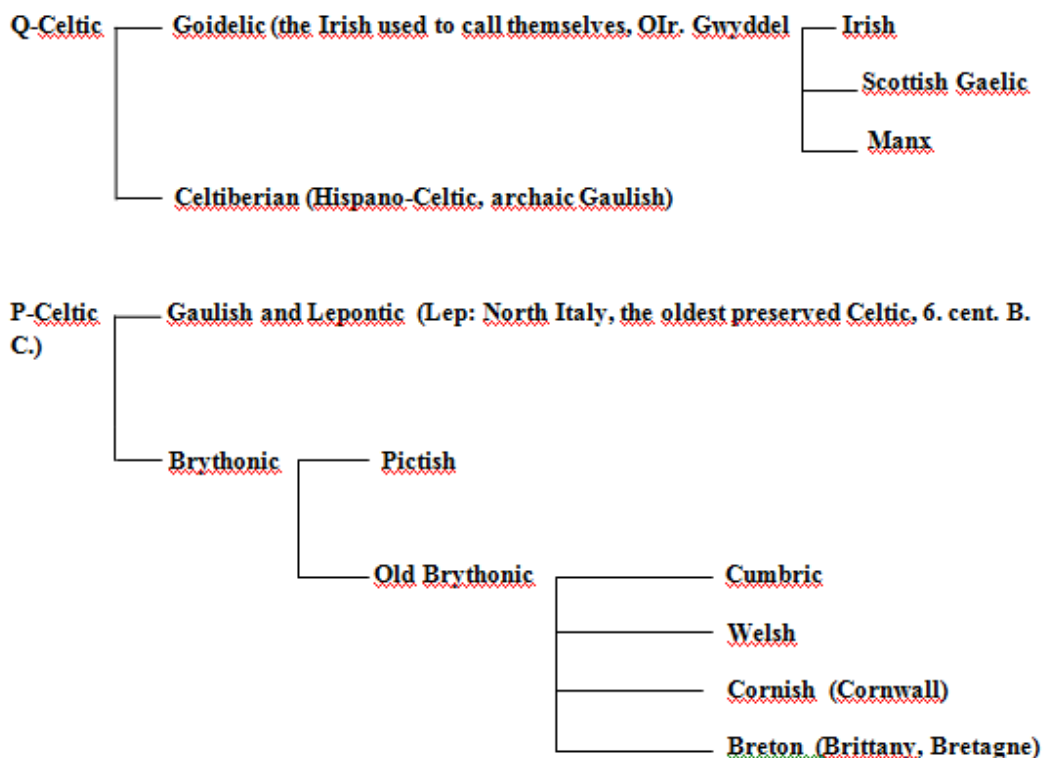 Q-Celtic Goidelic (the Irish used to call themselves, OIr. Gwyddel Irish
Scottish Gaelic
Manx
Celtiberian (Hispano-Celtic, archaic Gaulish)
P-Celtic Gaulish and Lepontic (Lep: North Italy, the oldest preserved Celtic, 6. cent. B.
C.)
Brythonic Pictish
Old Brythonic Cumbric
Welsh
Cornish (Cornwall)
Breton (Brittany, Bretagne)